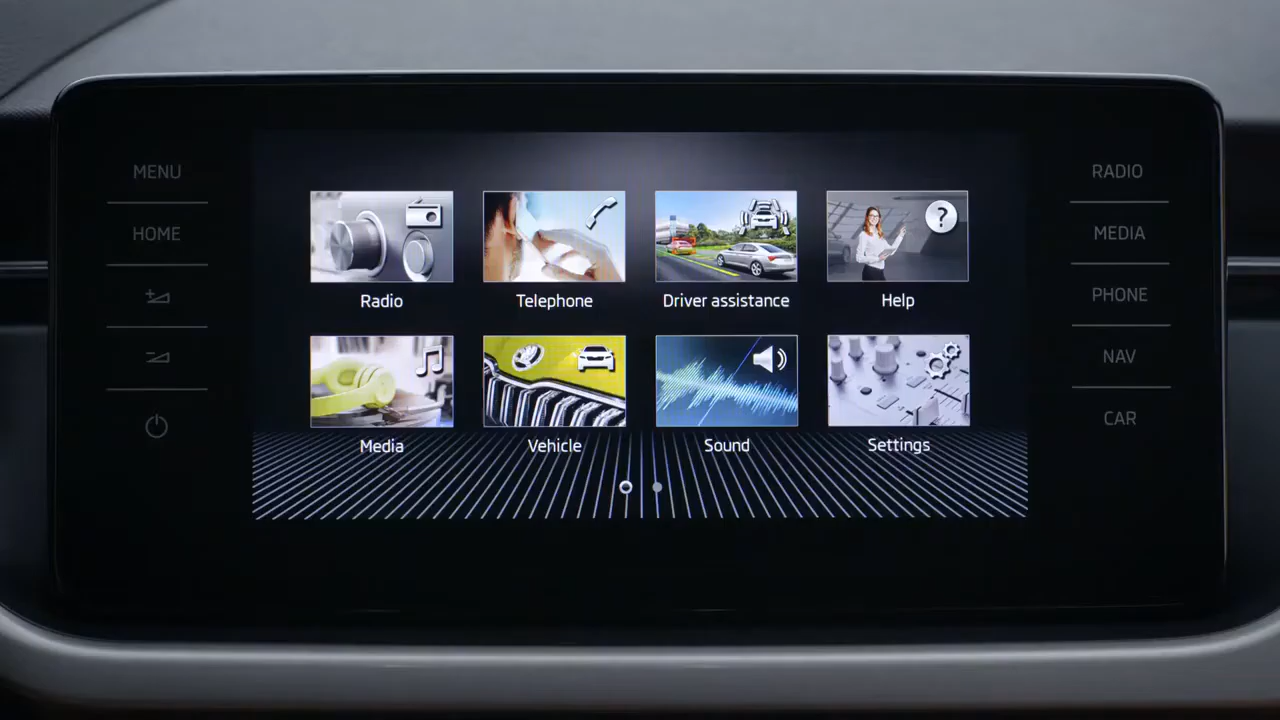 MENU
HOME
RADIO
MEDIA
PHONE
NAV
CAR
Radio
Telephone
Driver assistance
?
Help
Media
Vehicle
Sound
Settings